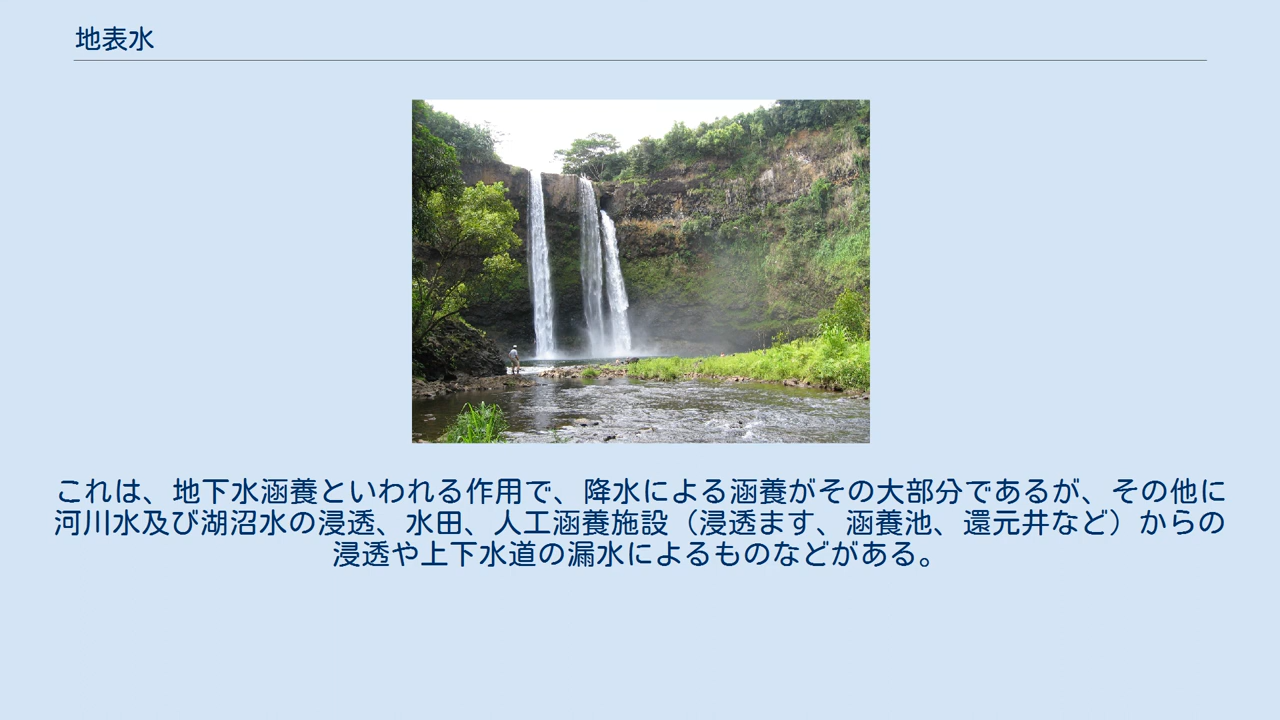 地表水
これは、地下水涵養といわれる作用で、降水による涵養がその大部分であるが、その他に
河川水及び湖沼水の浸透、水田、人工涵養施設（浸透ます、涵養池、還元井など）からの
浸透や上下水道の漏水によるものなどがある。